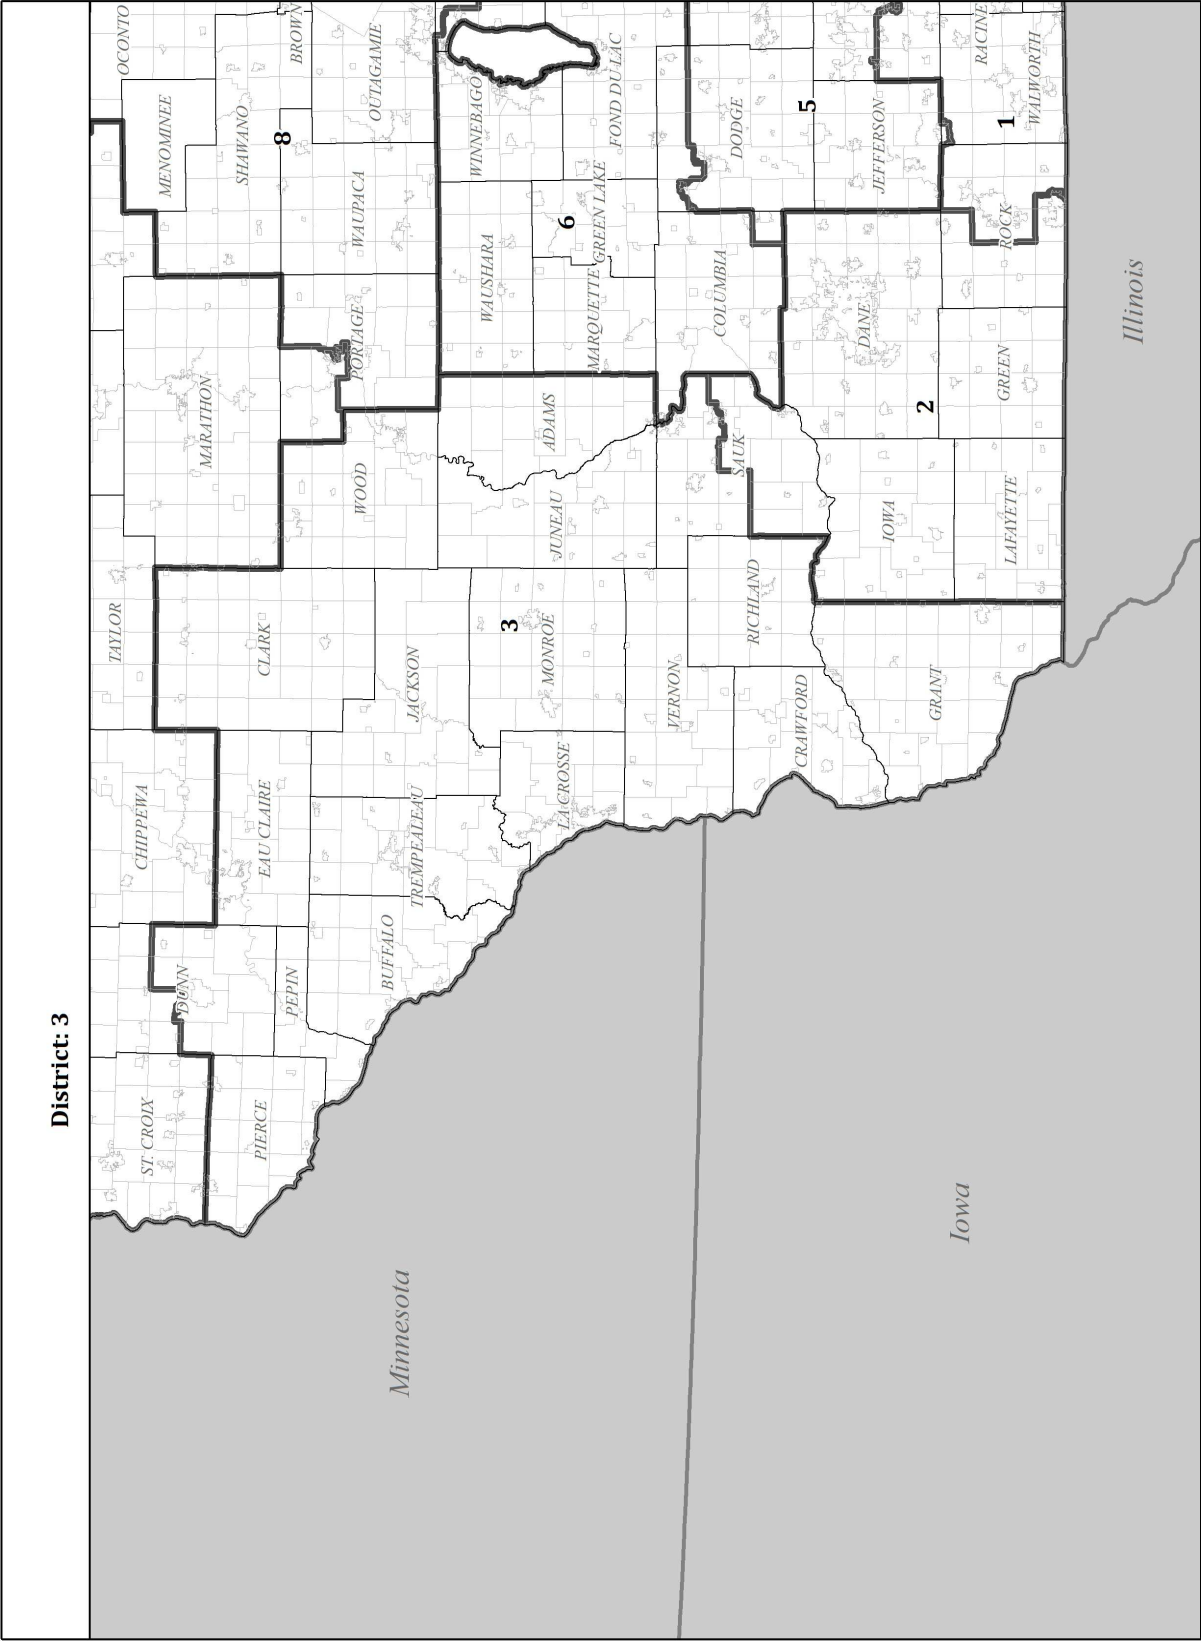 District: 3
OCONTO
BROWN
MENOMINEE
SHAWANO
8
OUTAGAMIE
WAUPACA
WINNEBAGO
FOND DU LAC
6
GREEN LAKE
WAUSHARA
MARQUETTE
DODGE
5
JEFFERSON
RACINE
1
WALWORTH
ROCK
COLUMBIA
DANE
2
GREEN
Illinois
MARATHON
PORTAGE
WOOD
ADAMS
JUNEAU
SAUK
IOWA
LAFAYETTE
TAYLOR
CLARK
JACKSON
3
MONROE
RICHLAND
VERNON
CRAWFORD
GRANT
CHIPPEWA
EAU CLAIRE
TREMPEALEAU
LA CROSSE
DUNN
PEPIN
BUFFALO
ST. CROIX
PIERCE
Minnesota
Iowa